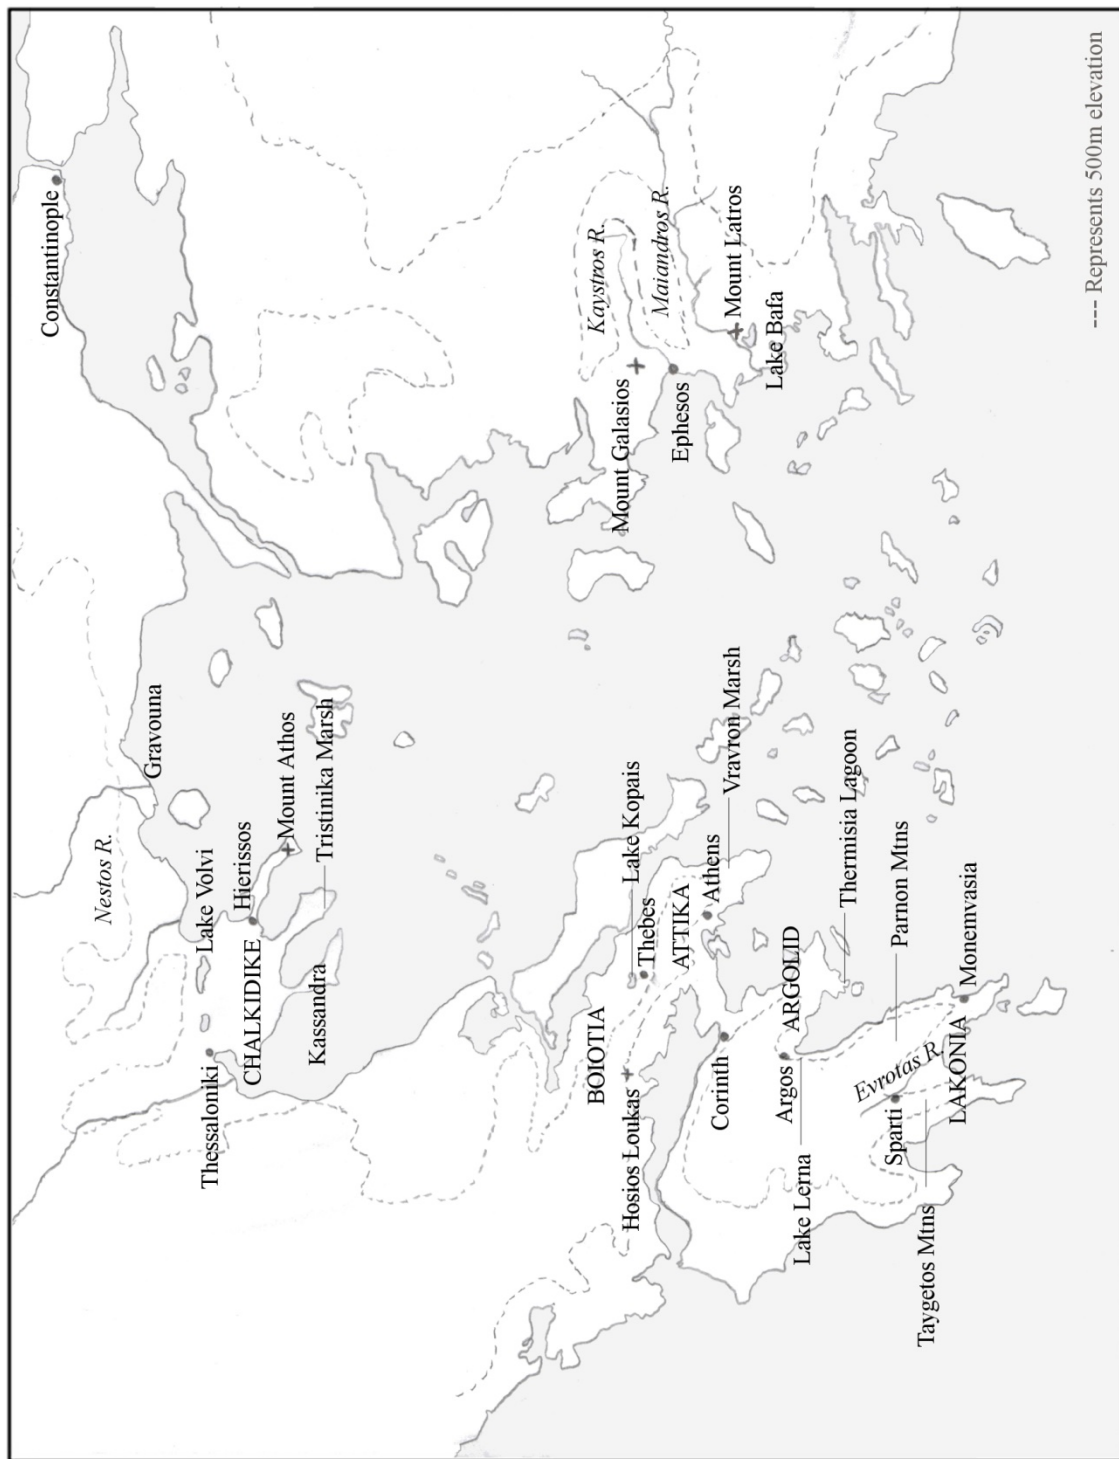 Constantinople
Gravouna
Nestos R.
Thessaloniki
Lake Volvi
CHALKIDIKE
Hierissos
Mount Athos
Kassandra
Tristinika Marsh
Kaystros R.
Mount Galasios
Maiandros R.
Ephesos
Mount Latros
Lake Bafa
BOIOTIA
Hosios Loukas
Lake Kopais
Thebes
ATTIKA
Athens
Vravron Marsh
Corinth
Argos
ARGOLID
Lake Lerna
Thermisia Lagoon
Sparti
Evrotas R.
Parnon Mtns
Taygetos Mtns
LAKONIA
Monemvasia
--- Represents 500m elevation